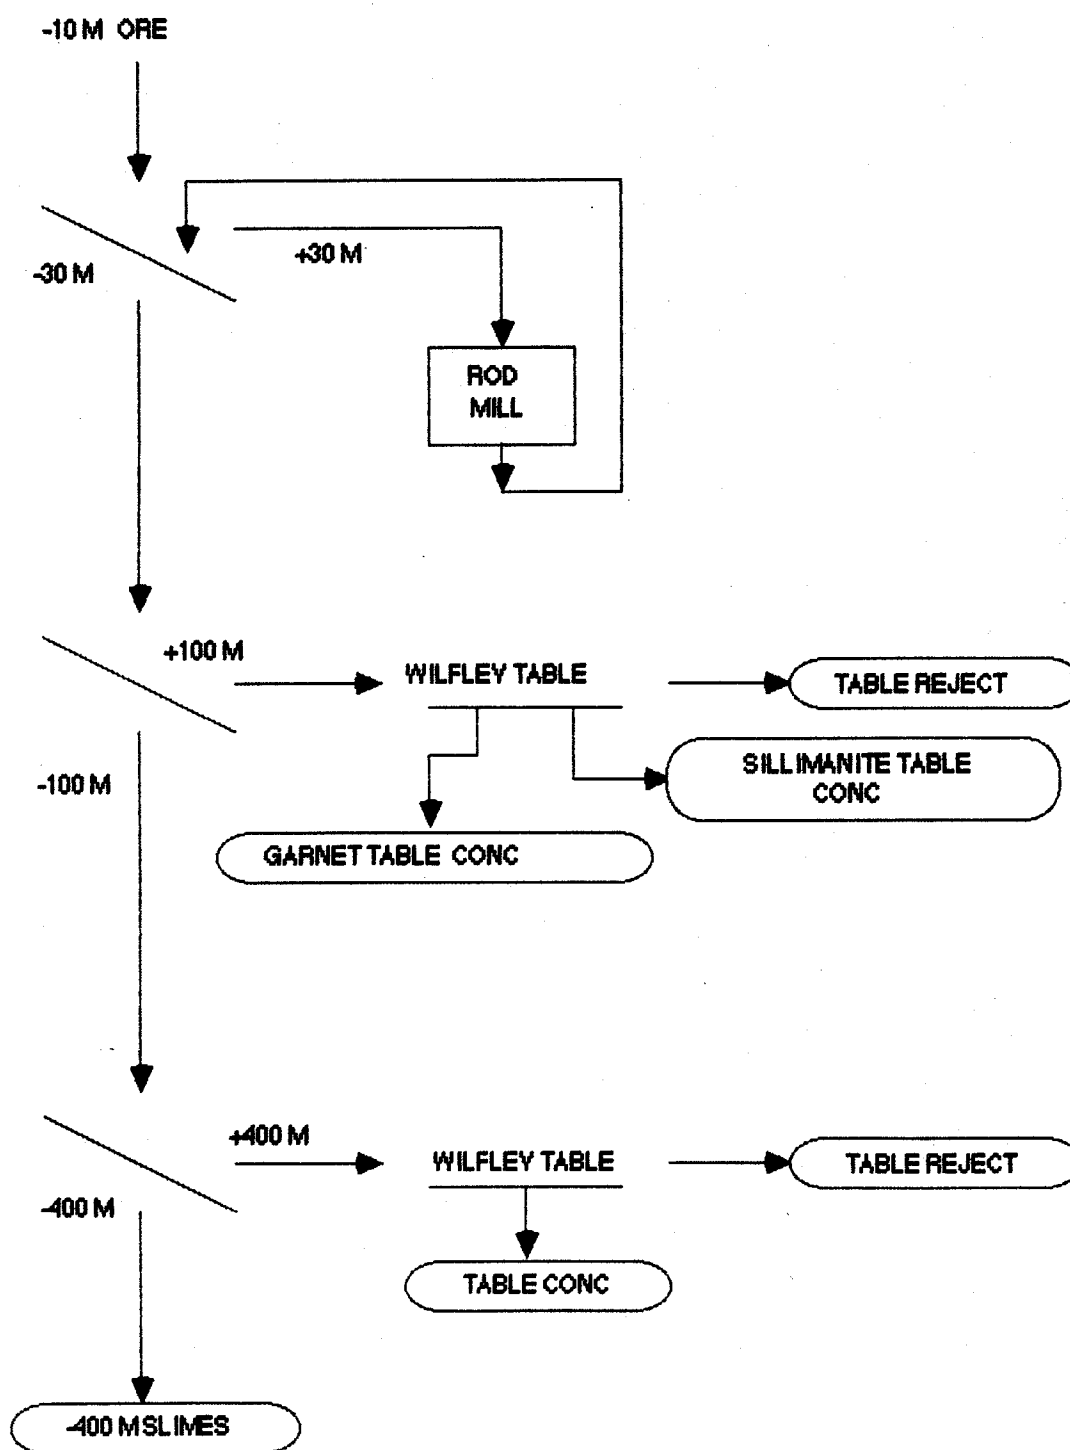 -10 M ORE
+30 M
-30 M
ROD
MILL
+100 M
WILFLEY TABLE
TABLE REJECT
-100 M
SILLIMANITE TABLE
CONC
GARNET TABLE CONC
+400 M
WILFLEY TABLE
TABLE REJECT
-400 M
TABLE CONC
-400 M SLIMES